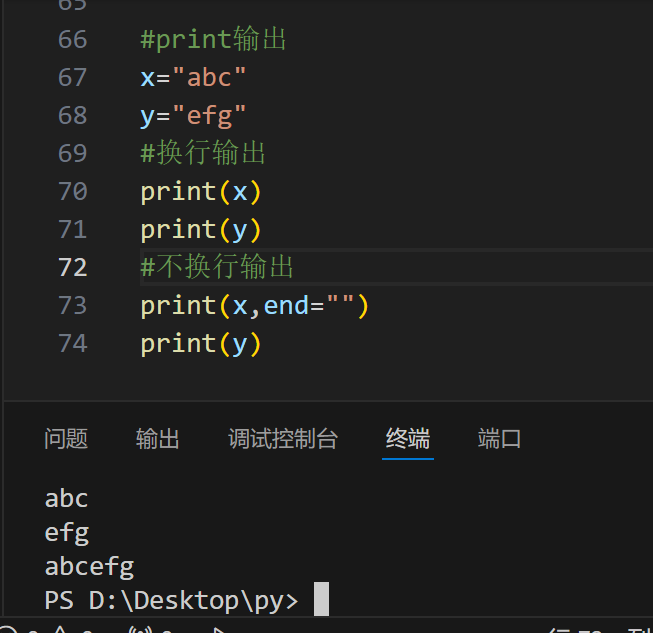 66 #print输出
67 x="abc"
68 y="efg"
69 #换行输出
70 print(x)
71 print(y)
72 #不换行输出
73 print(x,end="")
74 print(y)
问题 输出 调试控制台 终端 端口
abc
efg
abcefg
PS D:\Desktop\py>